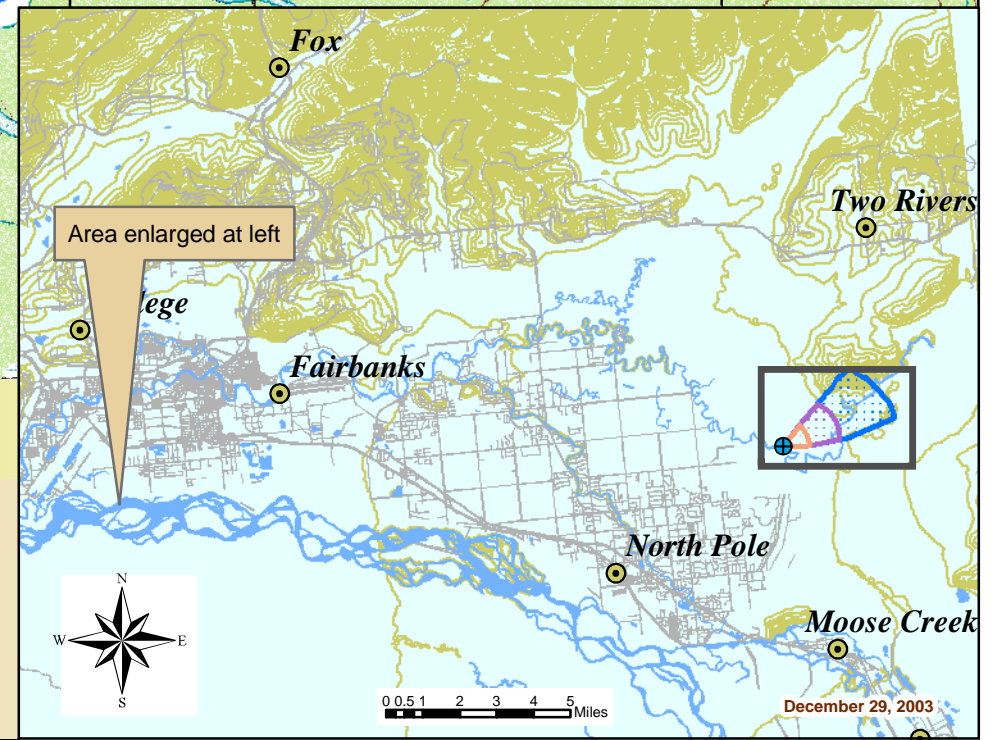 Fox
Two Rivers
Area enlarged at left
lege
Fairbanks
North Pole
Moose Creek
N
W E
S
0 0.5 1 2 3 4 5 Miles
December 29, 2003